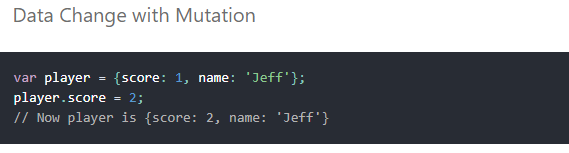 Data Change with Mutation
var player = {score: 1, name: 'Jeff'};
player.score = 2;
// Now player is {score: 2, name: 'Jeff'}